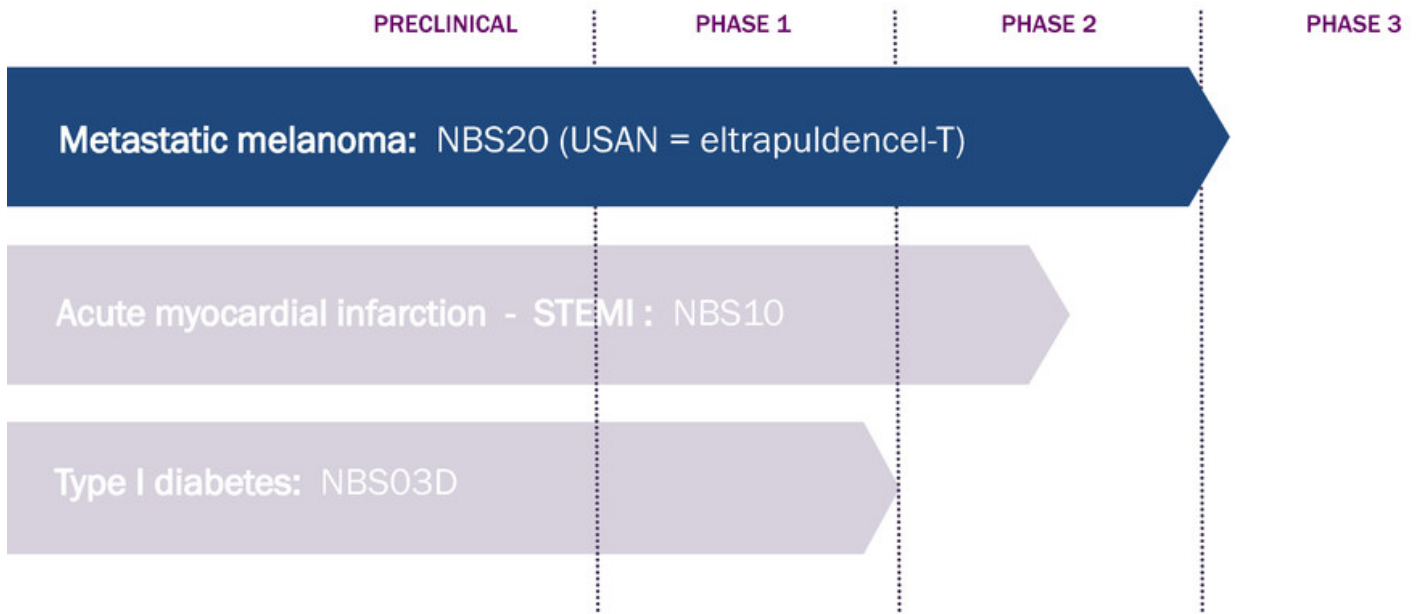 PRECLINICAL PHASE 1 PHASE 2 PHASE 3
Metastatic melanoma: NBS20 (USAN = eltrapuldencel-T)
Acute myocardial infarction - STEMI : NBS10
Type I diabetes: NBS03D